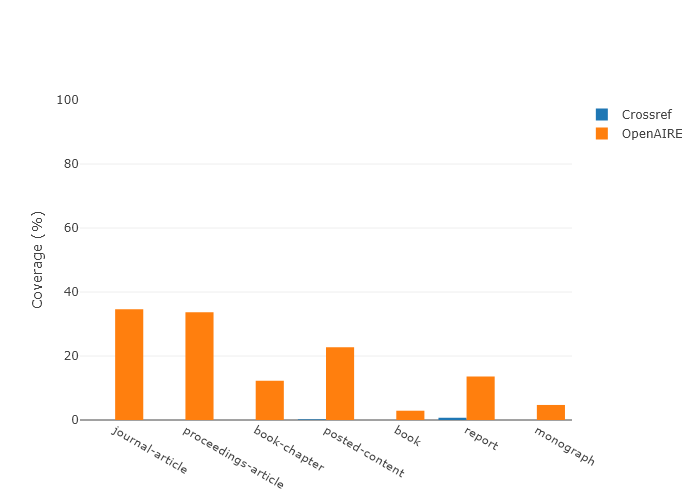 100
80
60
40
20
0
Coverage (%)
journal-article
proceedings-article
book-chapter
posted-content
book
report
monograph
Crossref
OpenAIRE